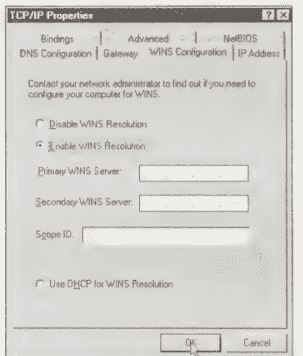 TCP/IP Properties
Bindings Advanced NetBIOS
DNS Configuration Gateway WINS Configuration IP Address
Contact your network administrator to find out if you need to
configure your computer for WINS.
Disable WINS Resolution
Enable WINS Resolution
Primary WINS Server:
Secondary WINS Server:
Scope ID:
Use DHCP for WINS Resolution
OK Cancel